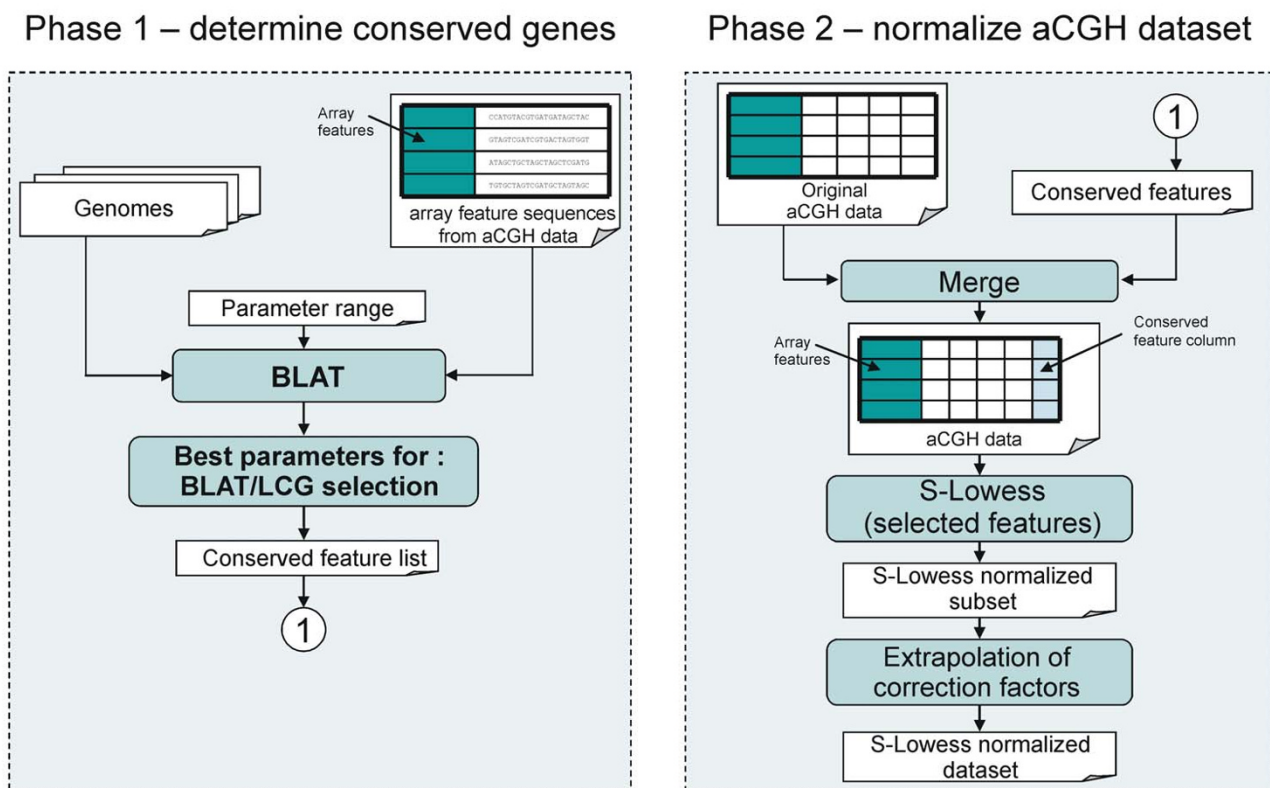 Phase 1 – determine conserved genes
Array
features
CCATGTACGTGATGATAGCTAC
GTAGTCGATCGTGACTAGTGGT
ATAGCTGCTAGCTAGCTCGATG
TGTGCTAGTCGATGCTAGTAGC
array feature sequences
from aCGH data
Genomes
Parameter range
BLAT
Best parameters for :
BLAT/LCG selection
Conserved feature list
1
Phase 2 – normalize aCGH dataset
Original
aCGH data
1
Conserved features
Merge
Array
features
Conserved
feature column
aCGH data
S-Lowess
(selected features)
S-Lowess normalized
subset
Extrapolation of
correction factors
S-Lowess normalized
dataset